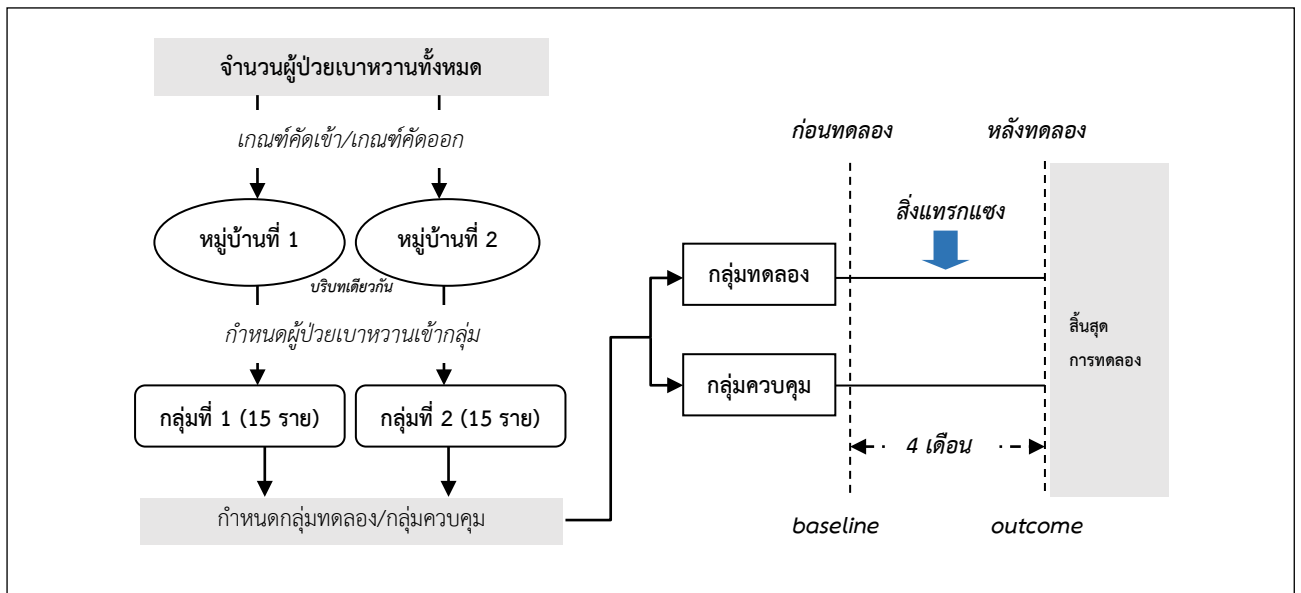 จำนวนผู้ป่วยเบาหวานทั้งหมด
เกณฑ์คัดเข้า/เกณฑ์คัดออก
หมู่บ้านที่ 1
หมู่บ้านที่ 2
บริบทเดียวกัน
กำหนดผู้ป่วยเบาหวานเข้ากลุ่ม
กลุ่มที่ 1 (15 ราย)
กลุ่มที่ 2 (15 ราย)
กำหนดกลุ่มทดลอง/กลุ่มควบคุม
ก่อนทดลอง
หลังทดลอง
สิ่งแทรกแซง
กลุ่มทดลอง
กลุ่มควบคุม
สิ้นสุด
การทดลอง
4 เดือน
baseline
outcome